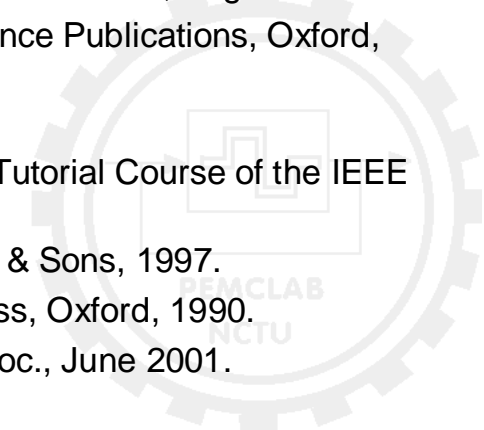 nce Publications, Oxford,
Tutorial Course of the IEEE
& Sons, 1997.
PEMCLAB
ss, Oxford, 1990.
NCTU
oc., June 2001.